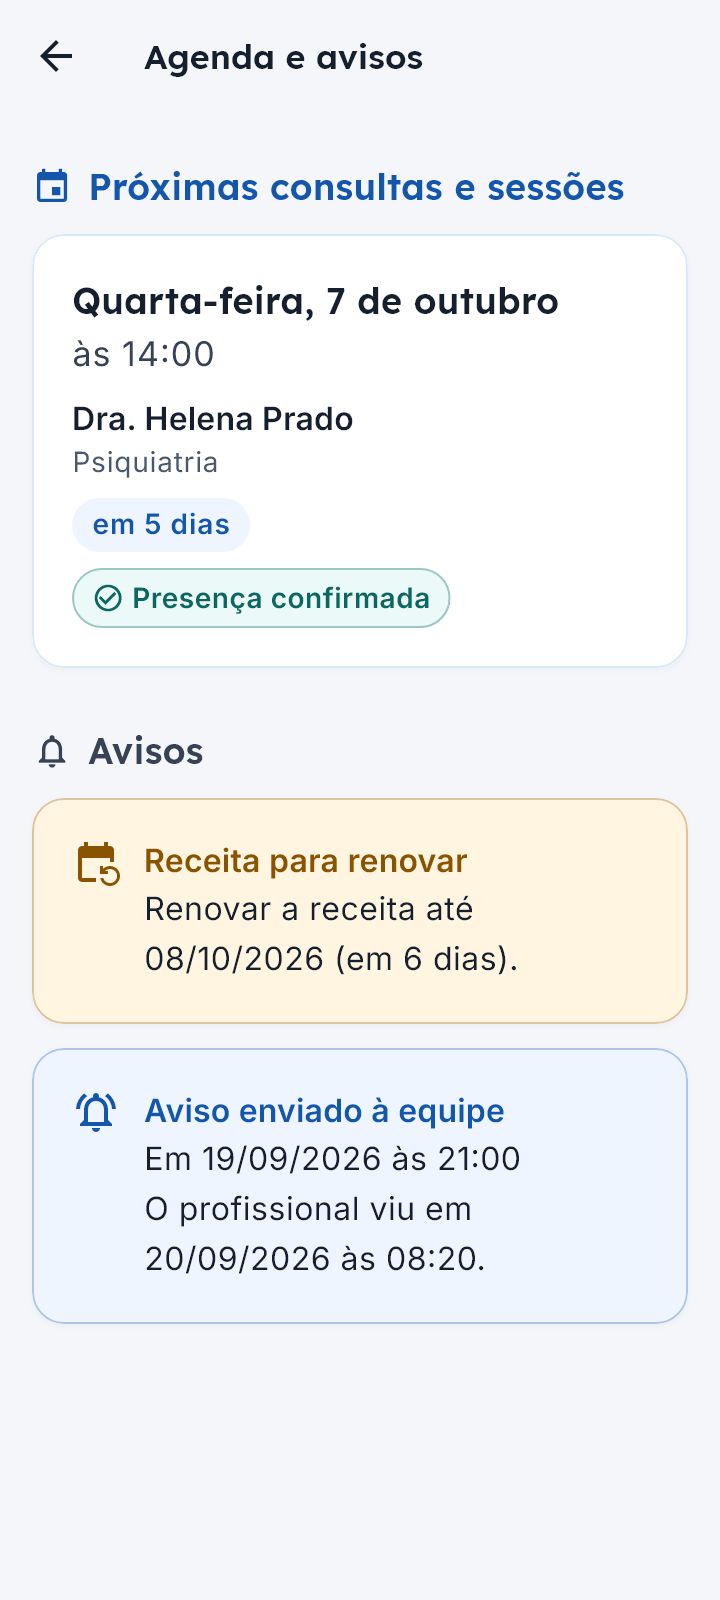 Agenda e avisos
Próximas consultas e sessões
Quarta-feira, 7 de outubro
às 14:00
Dra. Helena Prado
Psiquiatria
em 5 dias
Presença confirmada
Avisos
Receita para renovar
Renovar a receita até
08/10/2026 (em 6 dias).
Aviso enviado à equipe
Em 19/09/2026 às 21:00
O profissional viu em
20/09/2026 às 08:20.